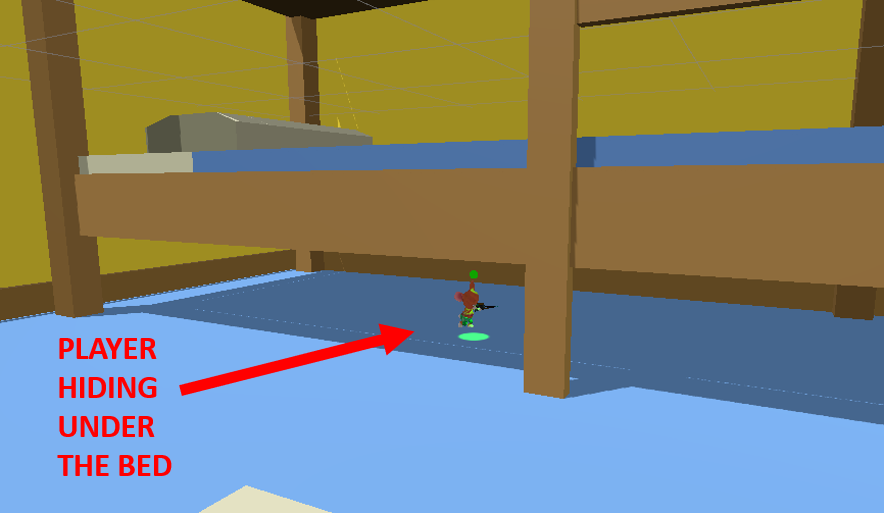 PLAYER
HIDING
UNDER
THE BED